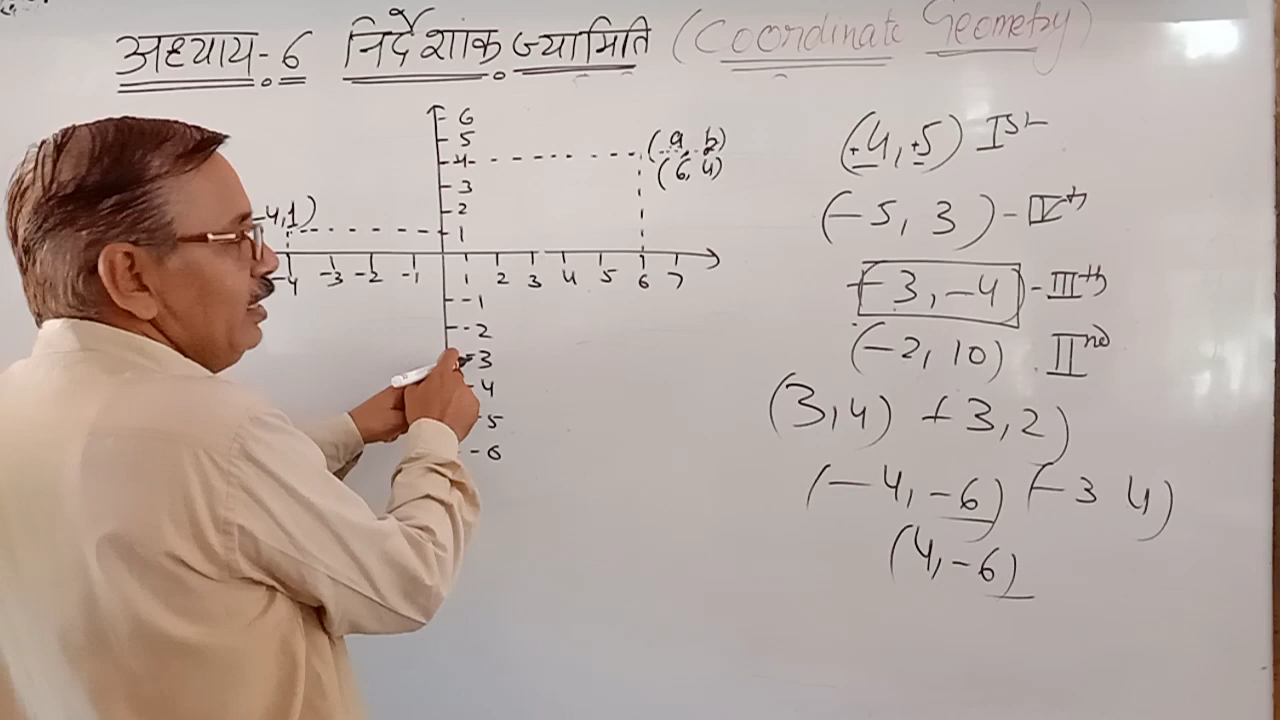 अध्याय-6 निर्देशांक ज्यामिति (Coordinate Geometry)
6
5
4
3
2
1
(a, b)
(6, 4)
-4,1)
-4 -3 -2 -1 1 2 3 4 5 6 7
-1
-2
-3
-4
-5
-6
(+4,+5) Ist
(-5, 3)-
-3,-4)-IIIth
(-2, 10) IInd
(3,4) (-3,2)
(-4,-6) (-3 4)
(4,-6)